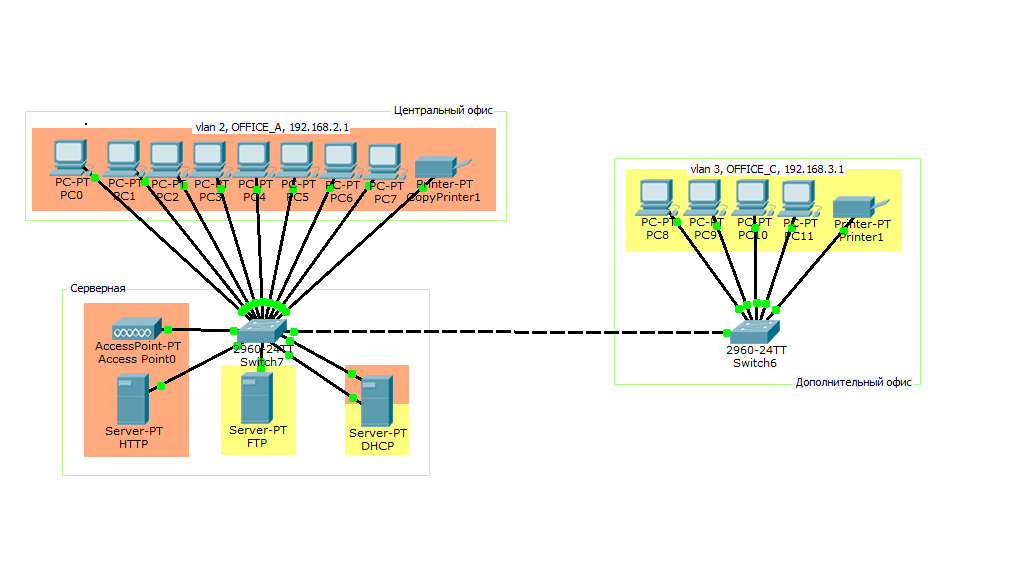 Центральный офис
vlan 2, OFFICE_A, 192.168.2.1
PC-PT
PC0
PC-PT
PC1
PC-PT
PC2
PC-PT
PC3
PC-PT
PC4
PC-PT
PC5
PC-PT
PC6
PC-PT
PC7
Printer-PT
CopyPrinter1
vlan 3, OFFICE_C, 192.168.3.1
PC-PT
PC8
PC-PT
PC9
PC-PT
PC10
PC-PT
PC11
Printer-PT
Printer1
2960-24TT
Switch6
Дополнительный офис
Серверная
AccessPoint-PT
Access Point0
2960-24TT
Switch7
Server-PT
HTTP
Server-PT
FTP
Server-PT
DHCP